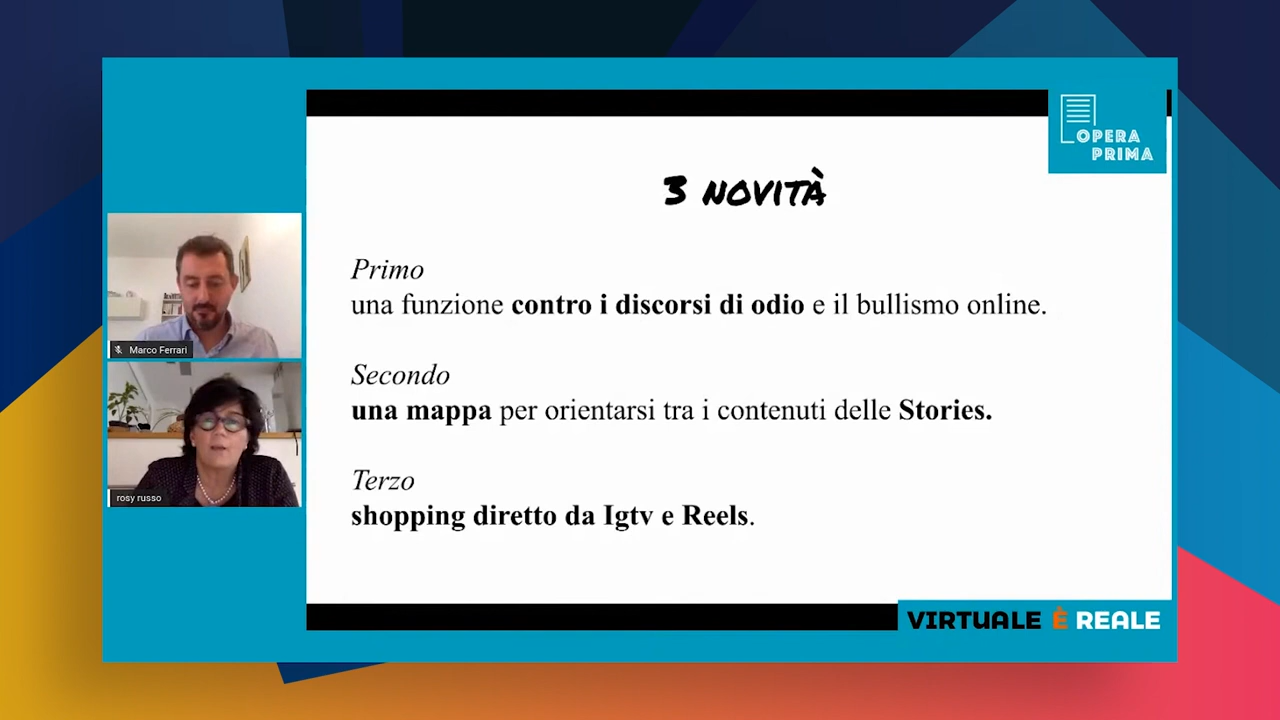 OPERA
PRIMA
3 NOVITÀ
Primo
una funzione contro i discorsi di odio e il bullismo online.
Secondo
una mappa per orientarsi tra i contenuti delle Stories.
Terzo
shopping diretto da Igtv e Reels.
Marco Ferrari
rosy russo
VIRTUALE È REALE